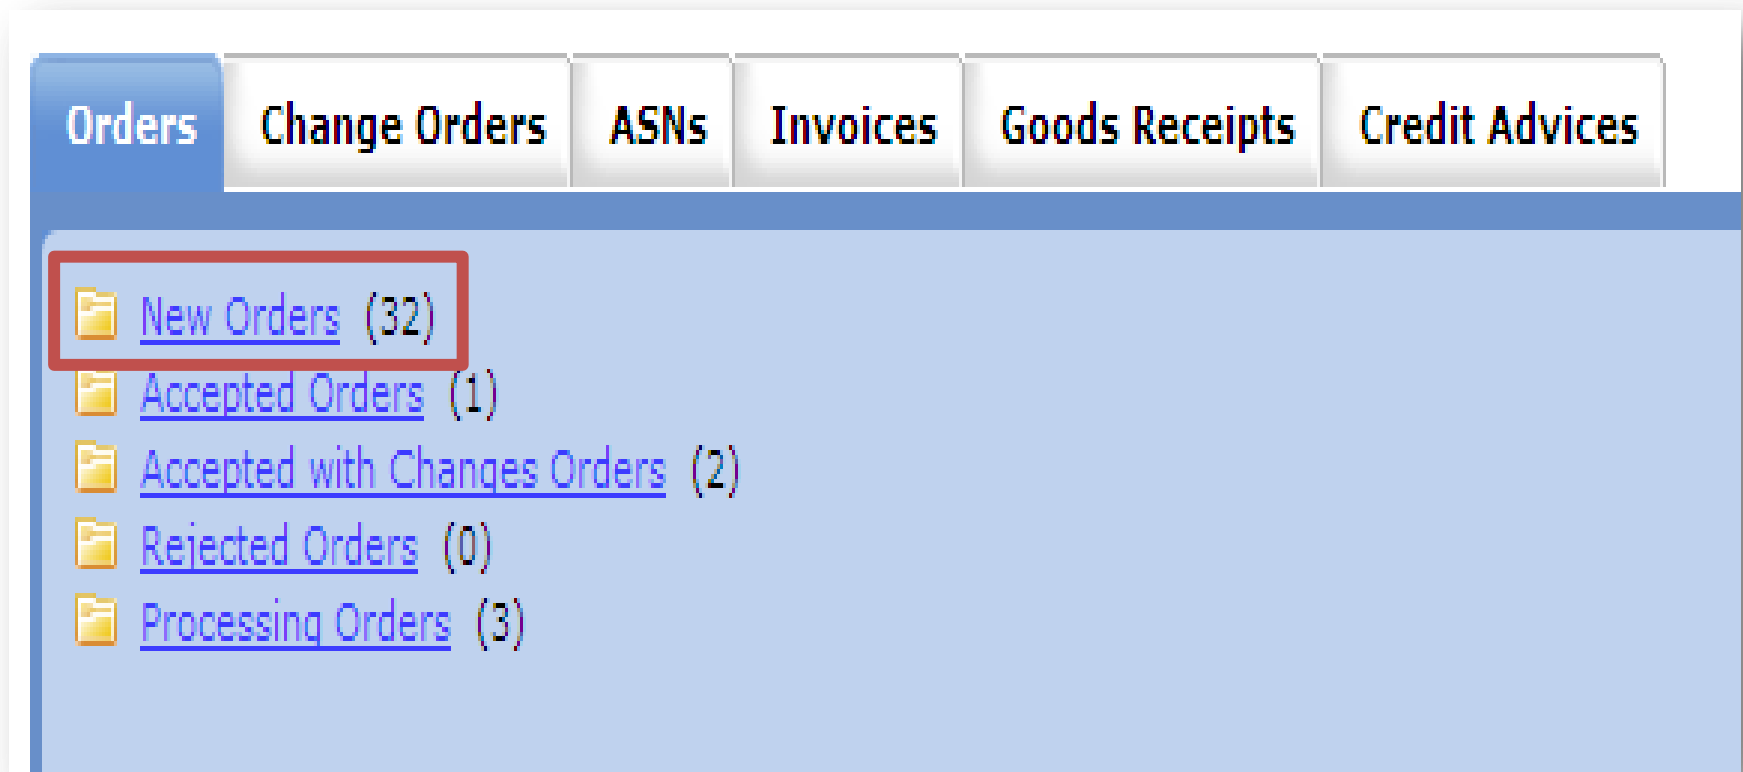 Orders Change Orders ASNs Invoices Goods Receipts Credit Advices
New Orders (32)
Accepted Orders (1)
Accepted with Changes Orders (2)
Rejected Orders (0)
Processing Orders (3)